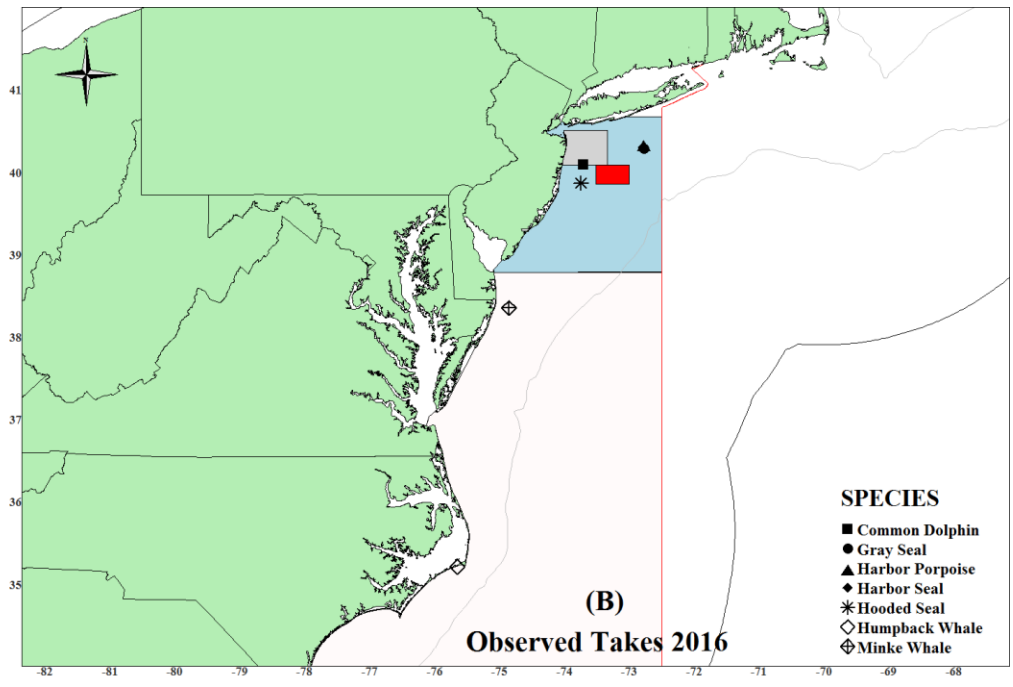 N
41
40
39
38
37
36
35
SPECIES
Common Dolphin
Gray Seal
Harbor Porpoise
Harbor Seal
Hooded Seal
Humpback Whale
Minke Whale
(B)
Observed Takes 2016
-82 -81 -80 -79 -78 -77 -76 -75 -74 -73 -72 -71 -70 -69 -68 -67